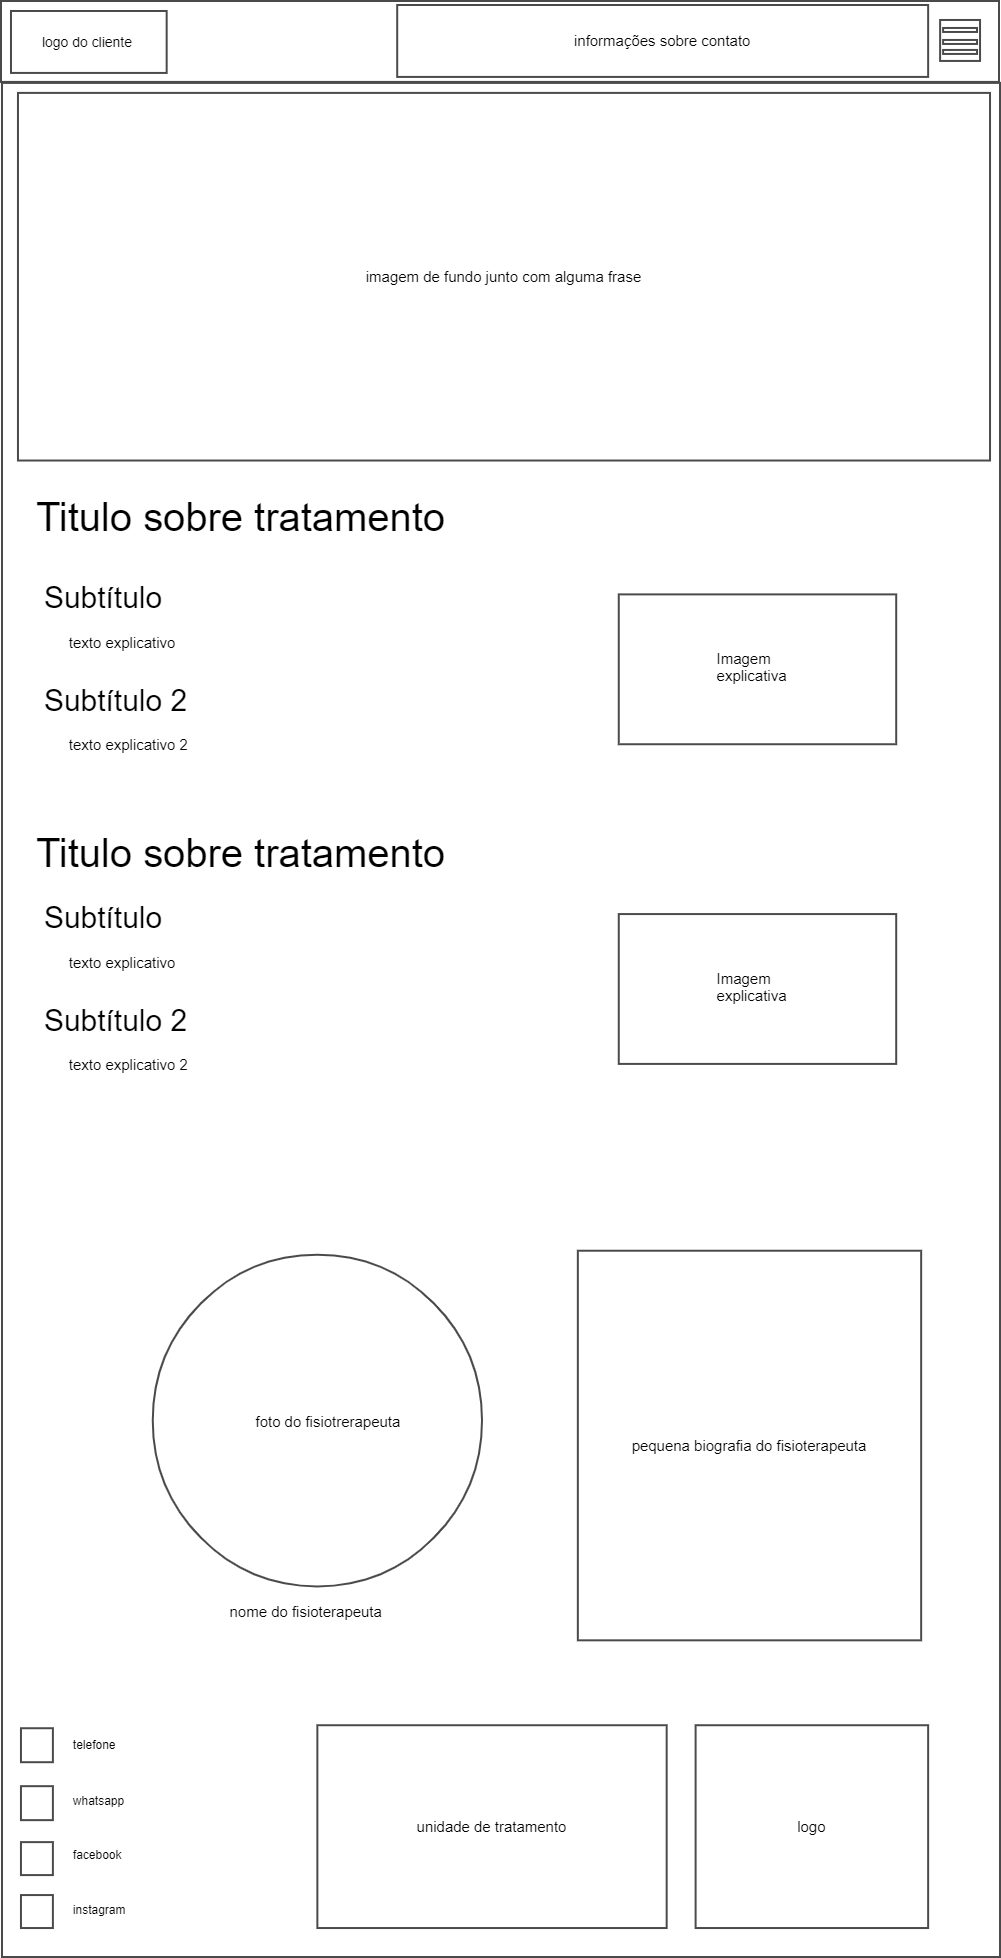 logo do cliente
informações sobre contato
imagem de fundo junto com alguma frase
Titulo sobre tratamento
Subtítulo
texto explicativo
Subtítulo 2
texto explicativo 2
Imagem
explicativa
Titulo sobre tratamento
Subtítulo
texto explicativo
Subtítulo 2
texto explicativo 2
Imagem
explicativa
foto do fisiotrerapeuta
nome do fisioterapeuta
pequena biografia do fisioterapeuta
telefone
whatsapp
facebook
instagram
unidade de tratamento
logo